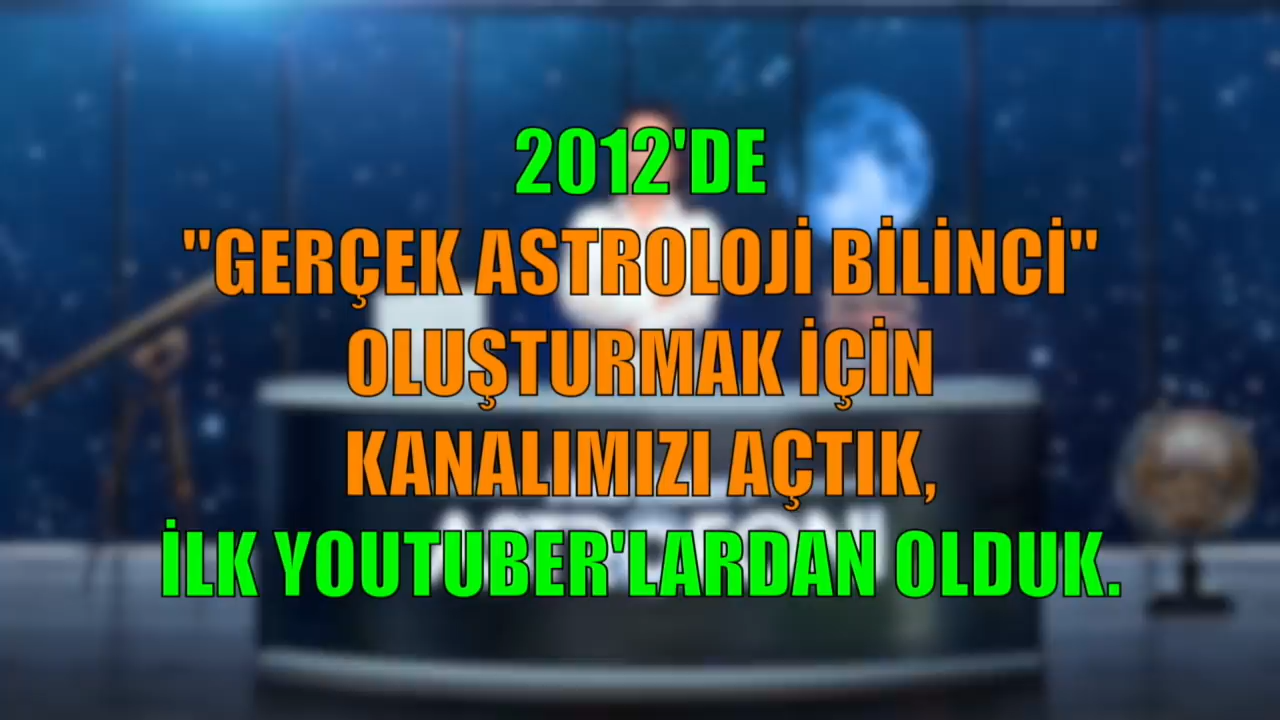 2012'DE
"GERÇEK ASTROLOJİ BİLİNCİ"
OLUŞTURMAK İÇİN
KANALIMIZI AÇTIK,
İLK YOUTUBER'LARDAN OLDUK.